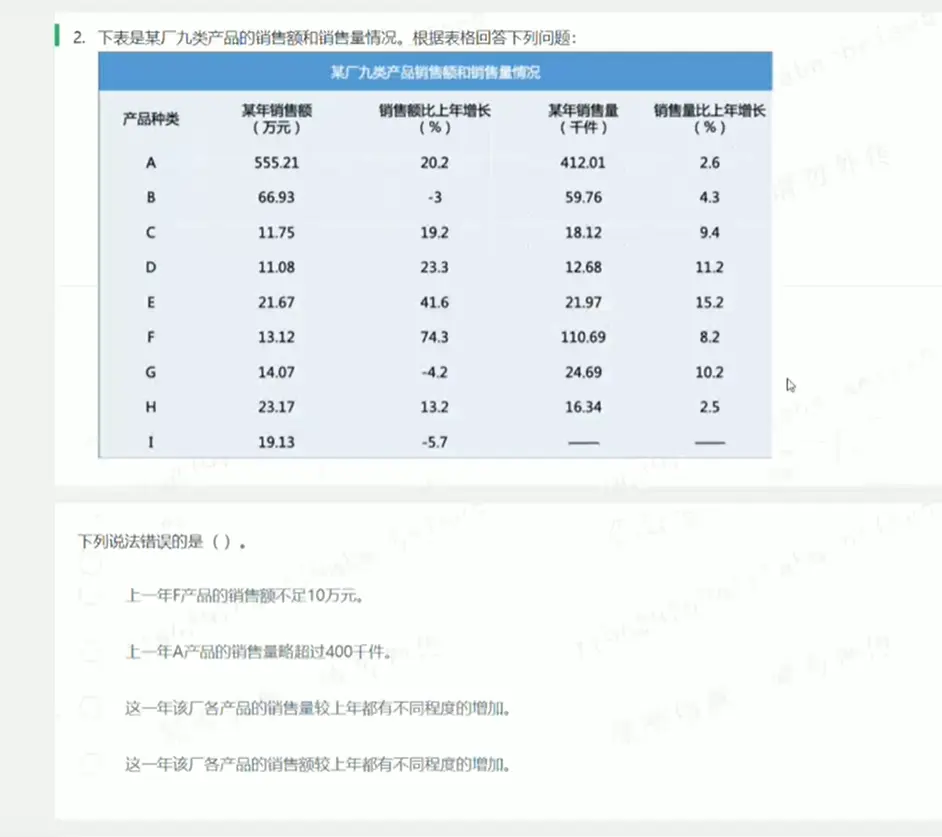 2. 下表是某厂九类产品的销售额和销售量情况。根据表格回答下列问题:
某厂九类产品销售额和销售量情况
产品种类 某年销售额（万元） 销售额比上年增长（%） 某年销售量（千件） 销售量比上年增长（%）
A 555.21 20.2 412.01 2.6
B 66.93 -3 59.76 4.3
C 11.75 19.2 18.12 9.4
D 11.08 23.3 12.68 11.2
E 21.67 41.6 21.97 15.2
F 13.12 74.3 110.69 8.2
G 14.07 -4.2 24.69 10.2
H 23.17 13.2 16.34 2.5
I 19.13 -5.7 —— ——
下列说法错误的是（ ）。
上一年F产品的销售额不足10万元。
上一年A产品的销售量略超过400千件。
这一年该厂各产品的销售量较上年都有不同程度的增加。
这一年该厂各产品的销售额较上年都有不同程度的增加。